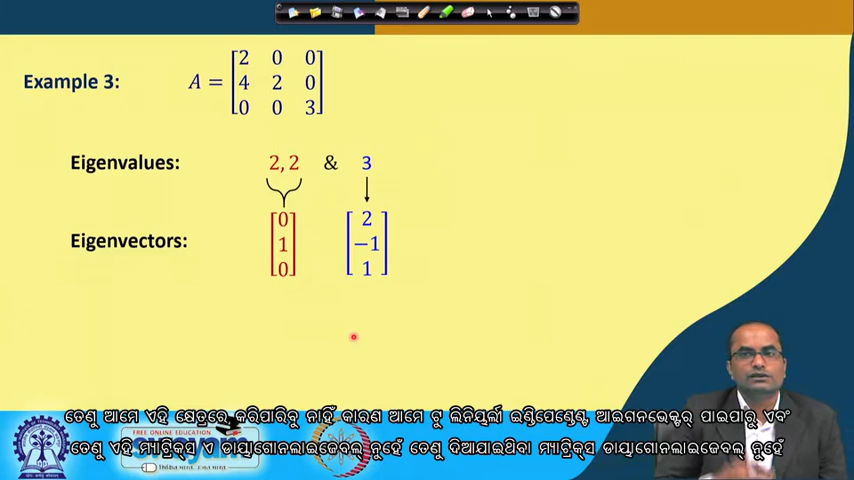 Example 3: A = [2 0 0; 4 2 0; 0 0 3]
Eigenvalues: 2, 2 & 3
Eigenvectors: [0; 1; 0] [2; −1; 1]
ତେଣୁ ଆମେ ଏହି କ୍ଷେତ୍ରରେ କରିପାରିବୁ ନାହିଁ କାରଣ ଆମେ ଟୁ ଲିନିୟର୍ଲୀ ଇଣ୍ଡିପେଣ୍ଡେଣ୍ଟ ଆଇଗନଭେକ୍ଟର୍ ପାଇପାରୁ ଏବଂ
ତେଣୁ ଏହି ମ୍ୟାଟ୍ରିକ୍ସ ଏ ଡାୟାଗୋନଲାଇଜେବଲ୍ ନୁହେଁ ତେଣୁ ଦିଆଯାଇଥିବା ମ୍ୟାଟ୍ରିକ୍ସ ଡାୟାଗୋନଲାଇଜେବଲ୍ ନୁହେଁ
FREE ONLINE EDUCATION